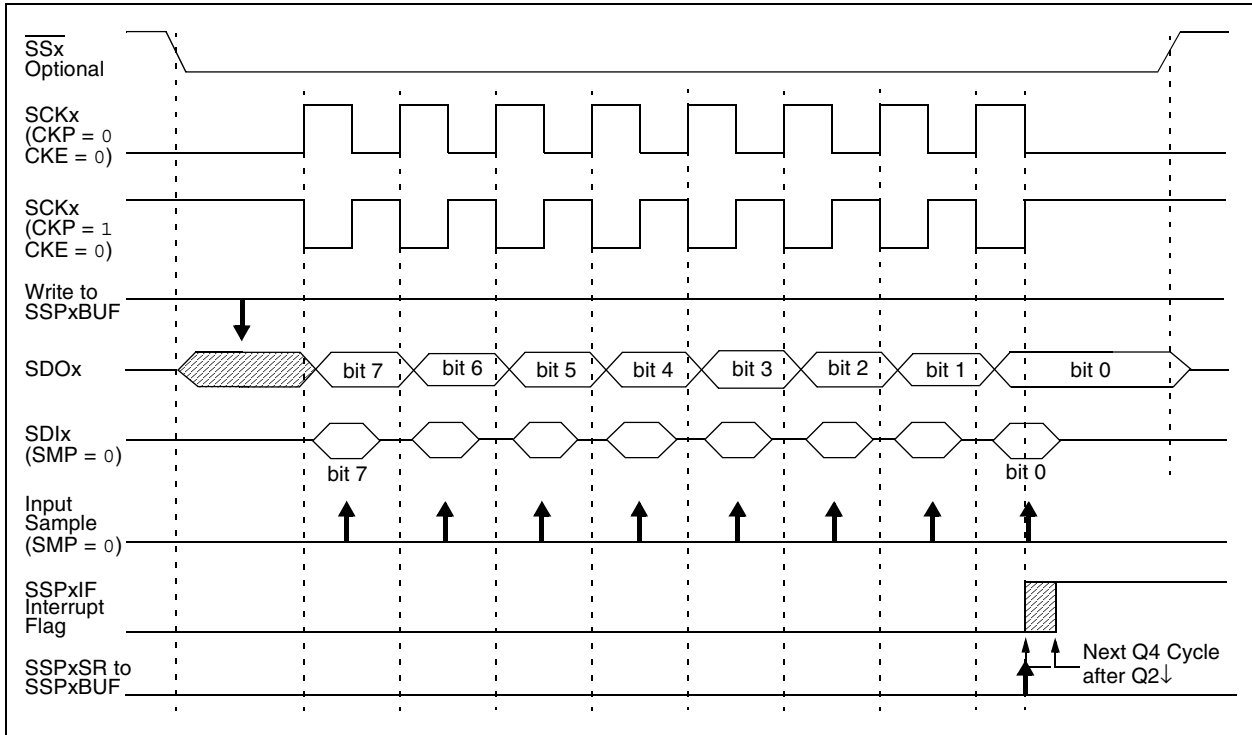 SSx
Optional
SCKx
(CKP = 0
CKE = 0)
SCKx
(CKP = 1
CKE = 0)
Write to
SSPxBUF
SDOx
bit 7 bit 6 bit 5 bit 4 bit 3 bit 2 bit 1 bit 0
SDIx
(SMP = 0)
bit 7 bit 0
Input
Sample
(SMP = 0)
SSPxIF
Interrupt
Flag
SSPxSR to
SSPxBUF
Next Q4 Cycle
after Q2↓